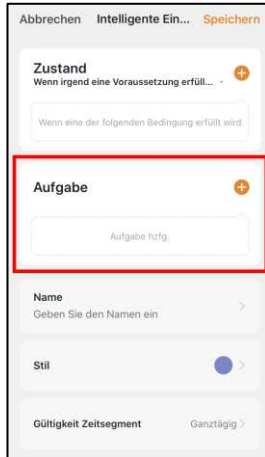 Abbrechen Intelligente Ein... Speichern
Zustand
Wenn irgend eine Voraussetzung erfüll...
Wenn eine der folgenden Bedingung erfüllt wird
Aufgabe
Aufgabe hzfg.
Name
Geben Sie den Namen ein
Stil
Gültigkeit Zeitsegment Ganztägig